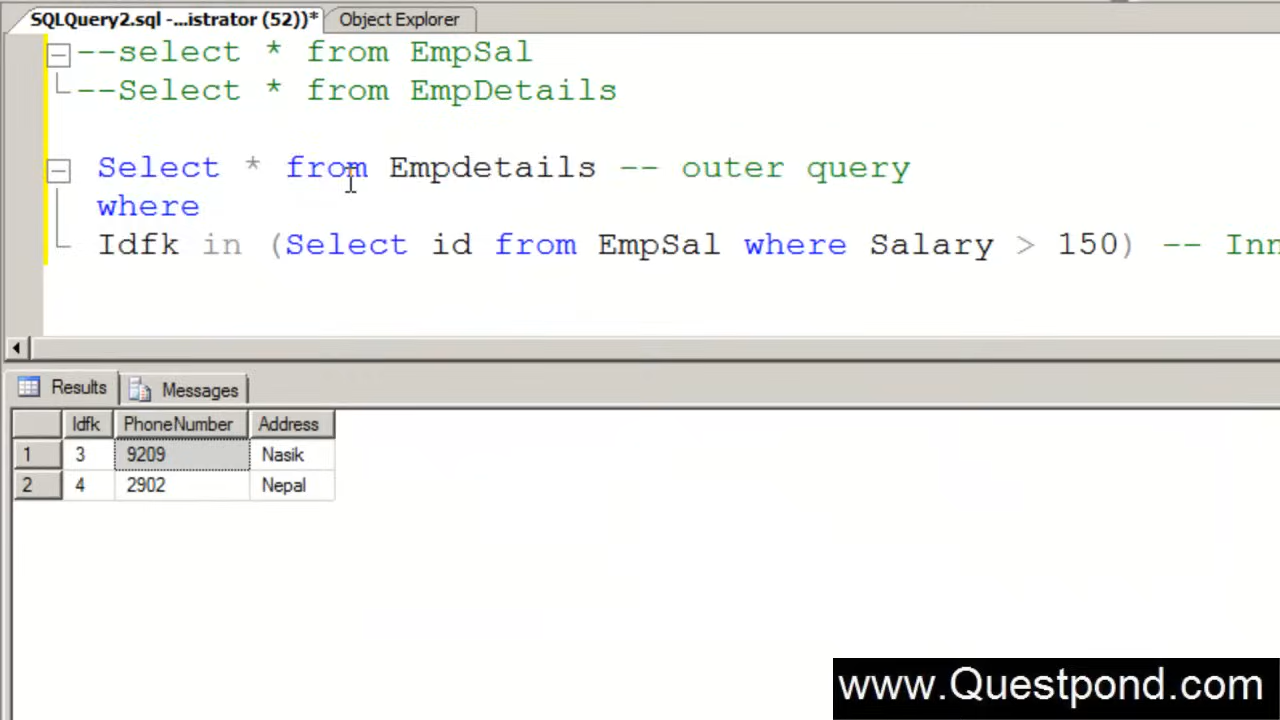 SQLQuery2.sql -...istrator (52))* Object Explorer
--select * from EmpSal
--Select * from EmpDetails
Select * from Empdetails -- outer query
where
Idfk in (Select id from EmpSal where Salary > 150) -- Inn
Results Messages
Idfk PhoneNumber Address
1 3 9209 Nasik
2 4 2902 Nepal
www.Questpond.com